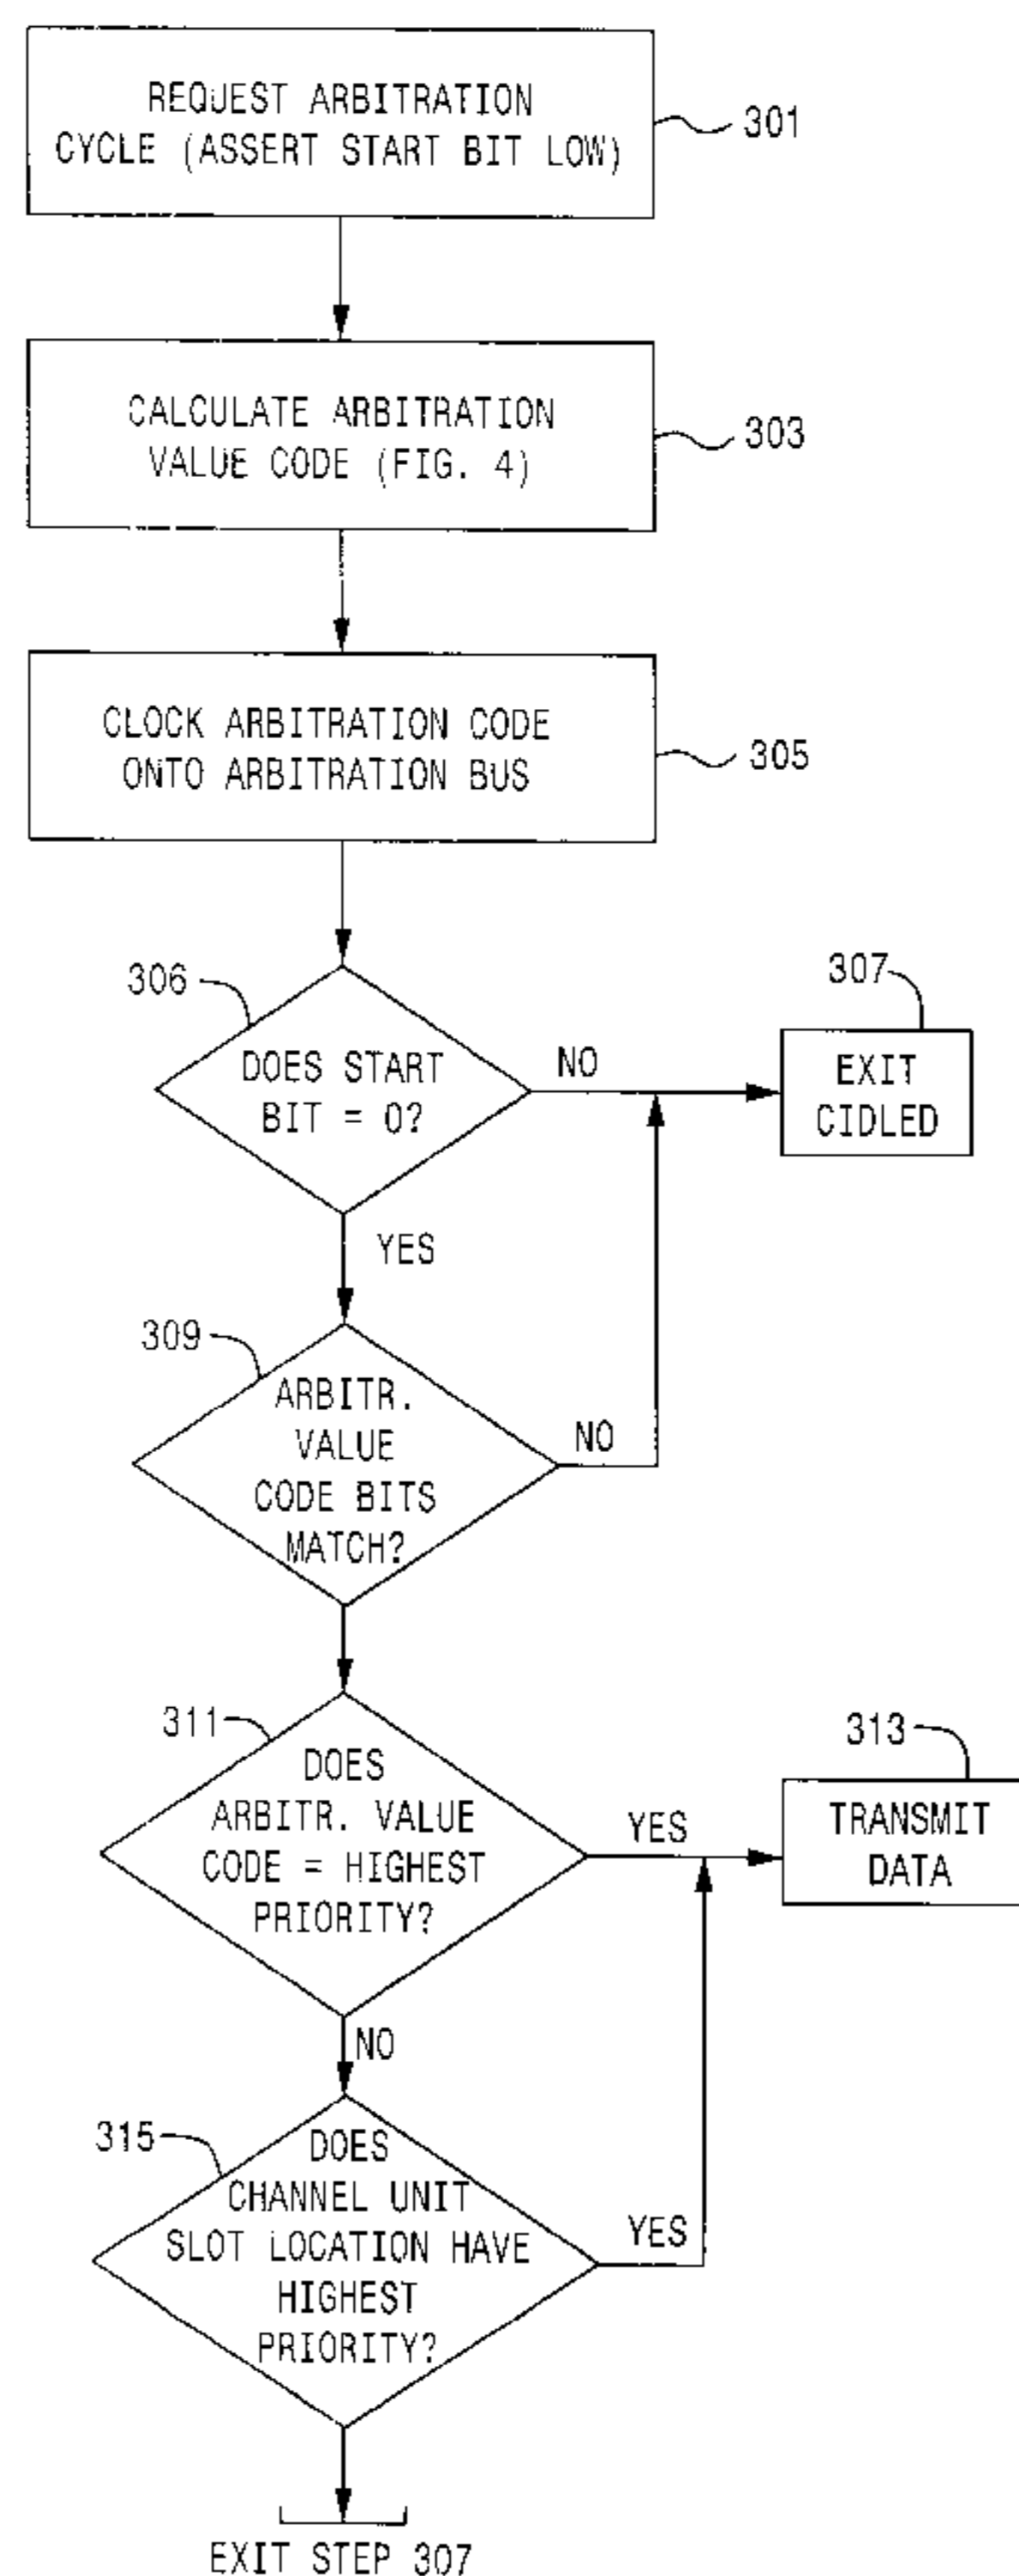 REQUEST ARBITRATION
CYCLE (ASSERT START BIT LOW)
301
CALCULATE ARBITRATION
VALUE CODE (FIG. 4)
303
CLOCK ARBITRATION CODE
ONTO ARBITRATION BUS
305
306
DOES START
BIT = 0?
NO
307
EXIT
CIDLED
YES
309
ARBITR.
VALUE
CODE BITS
MATCH?
NO
311
DOES
ARBITR. VALUE
CODE = HIGHEST
PRIORITY?
YES
313
TRANSMIT
DATA
NO
315
DOES
CHANNEL UNIT
SLOT LOCATION HAVE
HIGHEST
PRIORITY?
YES
EXIT STEP 307